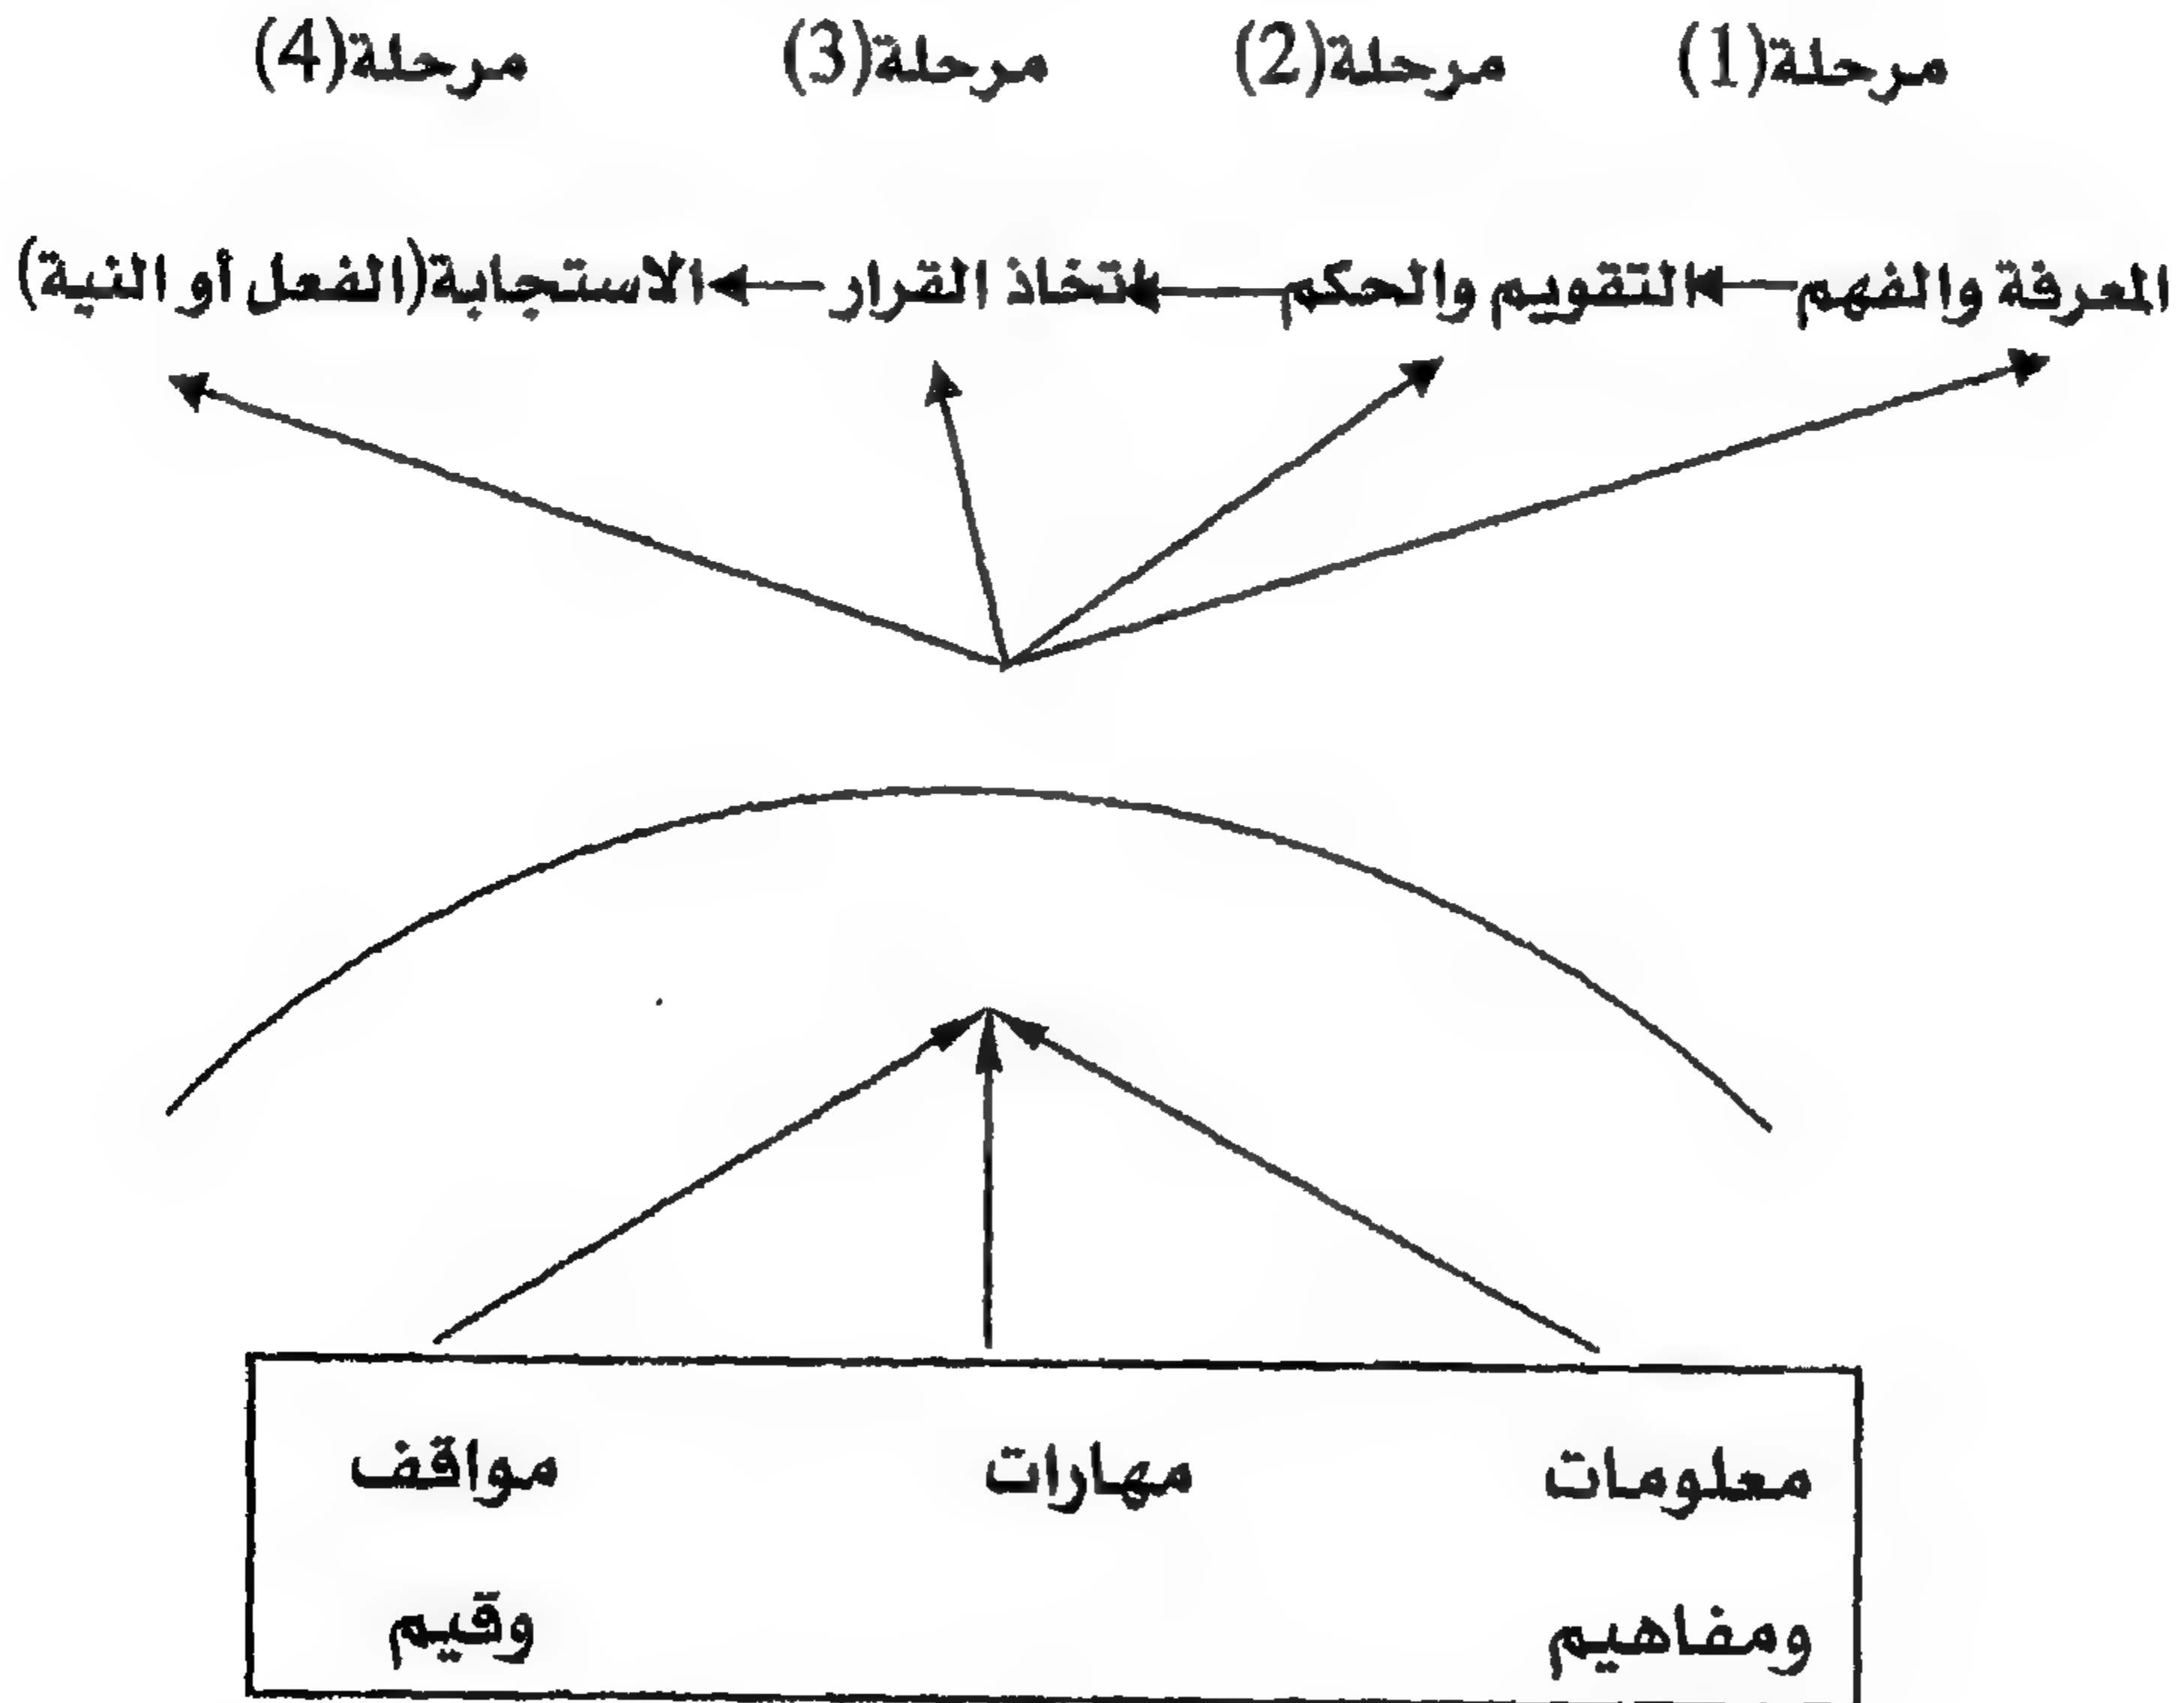 مرحلة(1) مرحلة(2) مرحلة(3) مرحلة(4)
المعرفة والفهم التقويم والحكم اتخاذ القرار الاستجابة(الفعل أو النية)
معلومات مهارات مواقف
ومفاهيم وقيم